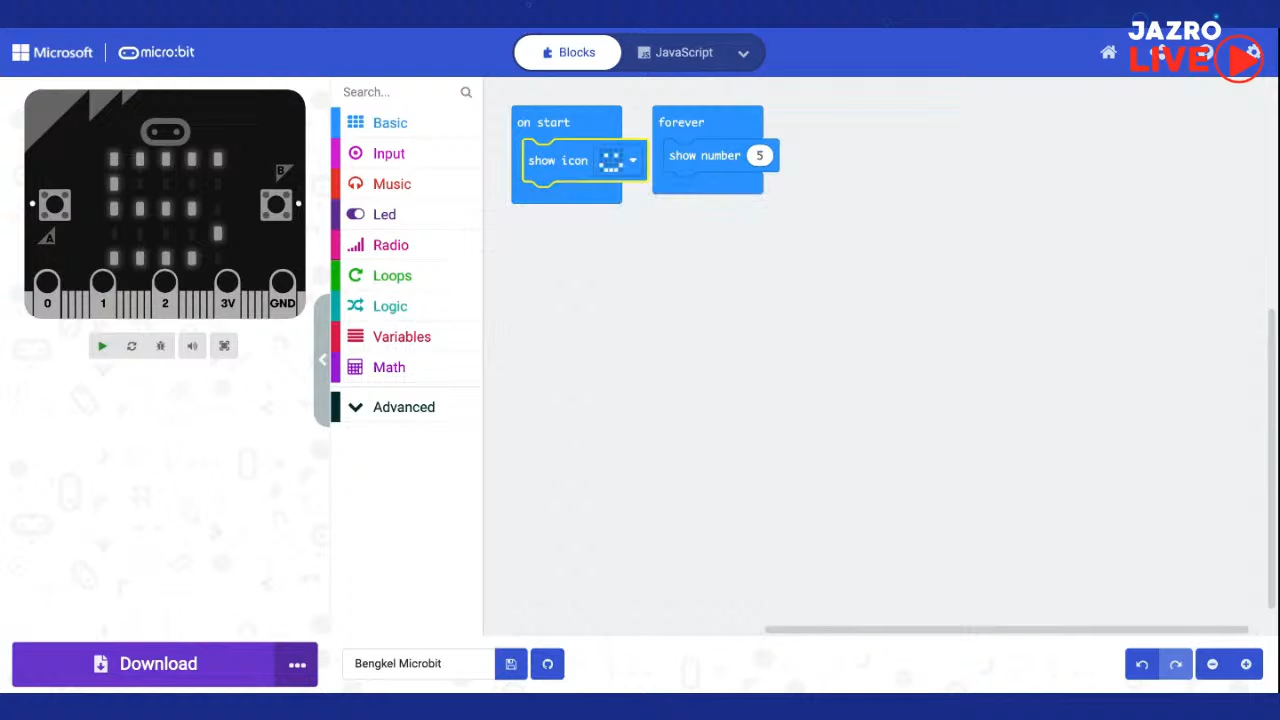 JAZRO
LIVE
Microsoft
micro:bit
Blocks
JavaScript
Search...
Basic
Input
Music
Led
Radio
Loops
Logic
Variables
Math
Advanced
on start
show icon
forever
show number 5
B
A
0 1 2 3V GND
Download
Bengkel Microbit